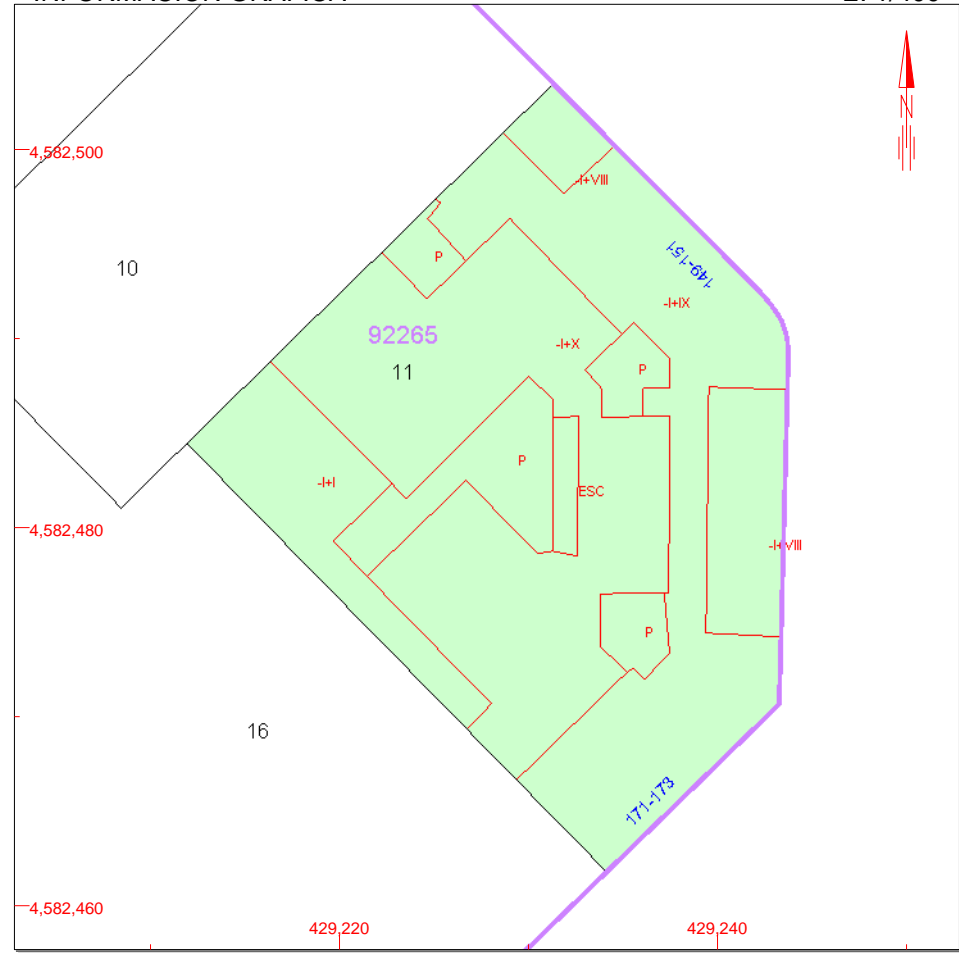 N
4,582,500
-I+VIII
149-151
P
10
-I+IX
92265
-I+X
11
P
P
-I+I
ESC
4,582,480
-I+VIII
P
16
171-173
4,582,460
429,220
429,240